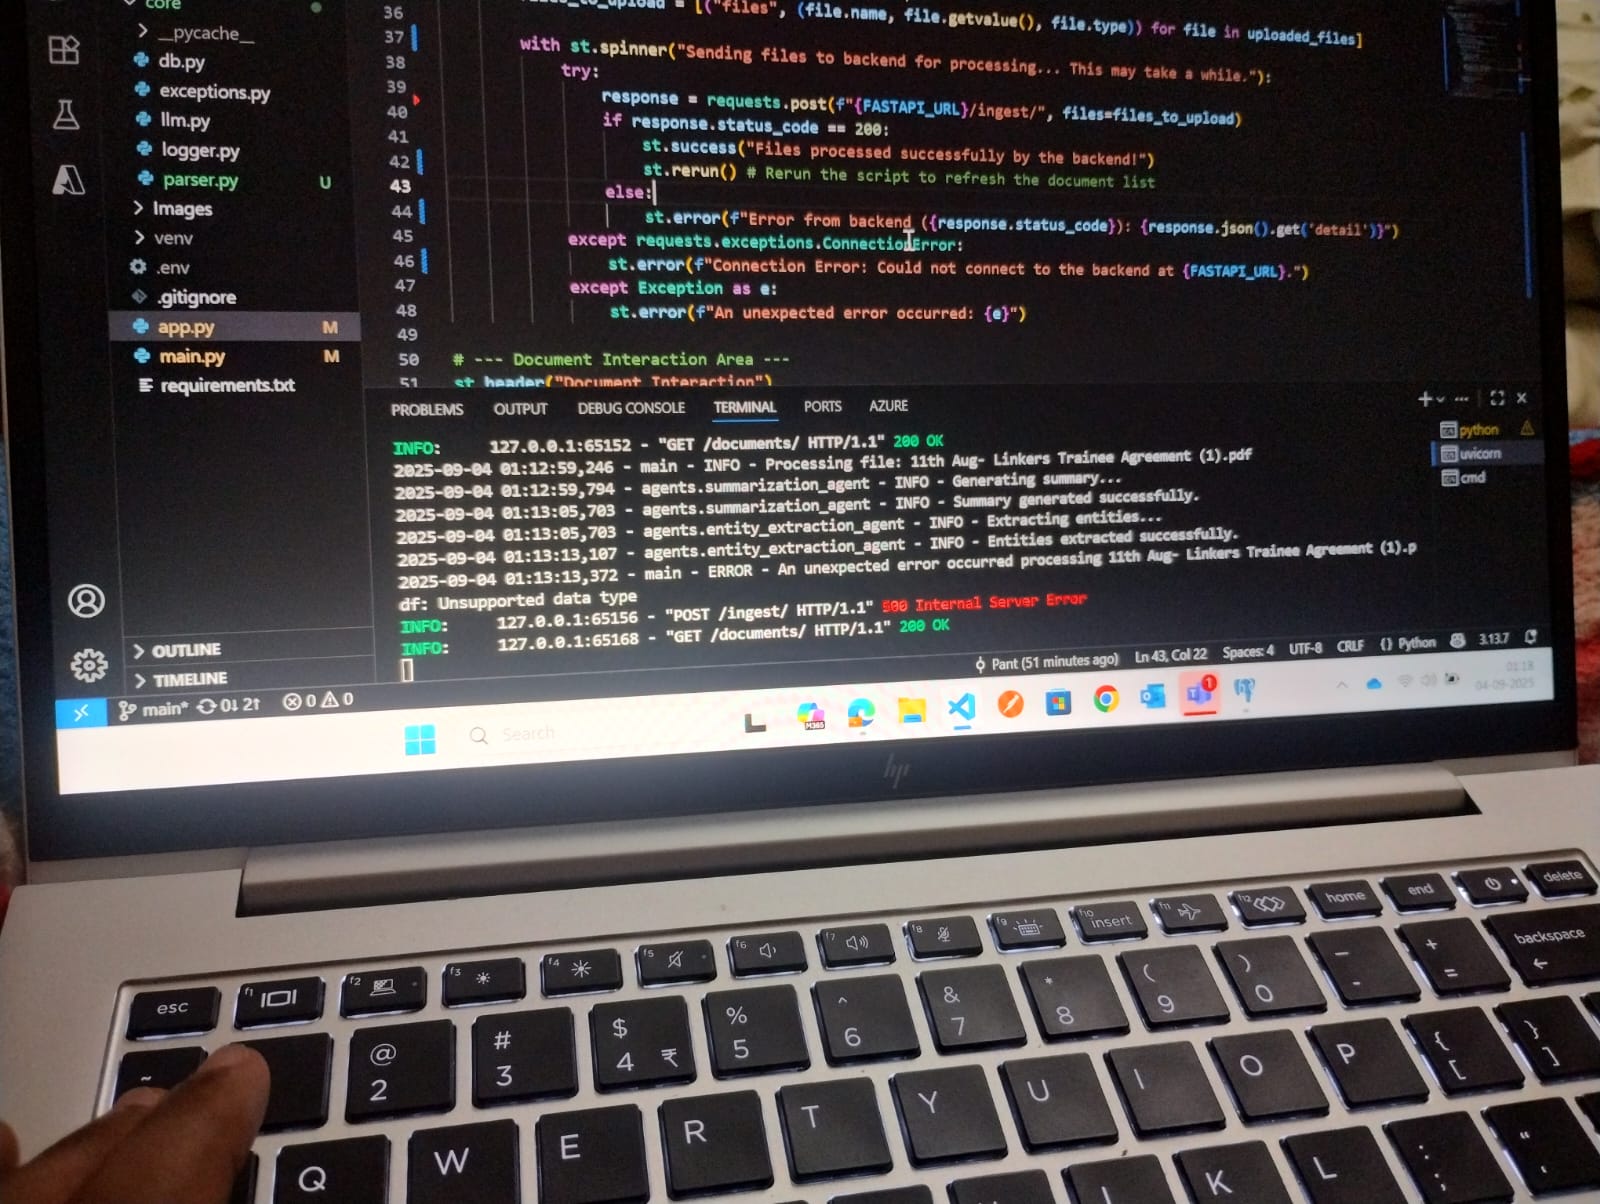 core
__pycache__
db.py
exceptions.py
llm.py
logger.py
parser.py U
Images
venv
.env
.gitignore
app.py M
main.py M
requirements.txt
OUTLINE
TIMELINE
36 = [("files", (file.name, file.getvalue(), file.type)) for file in uploaded_files]
37
38 with st.spinner("Sending files to backend for processing... This may take a while."):
39 try:
40 response = requests.post(f"{FASTAPI_URL}/ingest/", files=files_to_upload)
41 if response.status_code == 200:
42 st.success("Files processed successfully by the backend!")
43 st.rerun() # Rerun the script to refresh the document list
44 else:
45 st.error(f"Error from backend ({response.status_code}): {response.json().get('detail')}")
46 except requests.exceptions.ConnectionError:
47 st.error(f"Connection Error: Could not connect to the backend at {FASTAPI_URL}.")
48 except Exception as e:
49 st.error(f"An unexpected error occurred: {e}")
50 # --- Document Interaction Area ---
51 st.header("Document Interaction")
PROBLEMS OUTPUT DEBUG CONSOLE TERMINAL PORTS AZURE
python
uvicorn
cmd
INFO: 127.0.0.1:65152 - "GET /documents/ HTTP/1.1" 200 OK
2025-09-04 01:12:59,246 - main - INFO - Processing file: 11th Aug- Linkers Trainee Agreement (1).pdf
2025-09-04 01:12:59,794 - agents.summarization_agent - INFO - Generating summary...
2025-09-04 01:13:05,703 - agents.summarization_agent - INFO - Summary generated successfully.
2025-09-04 01:13:05,703 - agents.entity_extraction_agent - INFO - Extracting entities...
2025-09-04 01:13:13,107 - agents.entity_extraction_agent - INFO - Entities extracted successfully.
2025-09-04 01:13:13,372 - main - ERROR - An unexpected error occurred processing 11th Aug- Linkers Trainee Agreement (1).p
df: Unsupported data type
INFO: 127.0.0.1:65156 - "POST /ingest/ HTTP/1.1" 500 Internal Server Error
INFO: 127.0.0.1:65168 - "GET /documents/ HTTP/1.1" 200 OK
main* 0↓ 2↑ 0 0
Pant (51 minutes ago) Ln 43, Col 22 Spaces: 4 UTF-8 CRLF {} Python 3.13.7
Search
M365
1
01:18
04-09-2025
hp
esc f1 f2 f3 f4 f5 f6 f7 f8 f9 f10 insert f11 f12 home end delete
~ @ 2 # 3 $ 4 ₹ % 5 ^ 6 & 7 * 8 ( 9 ) 0 _ - + = backspace
Q W E R T Y U I O P { [ } ]
K L : ; " '